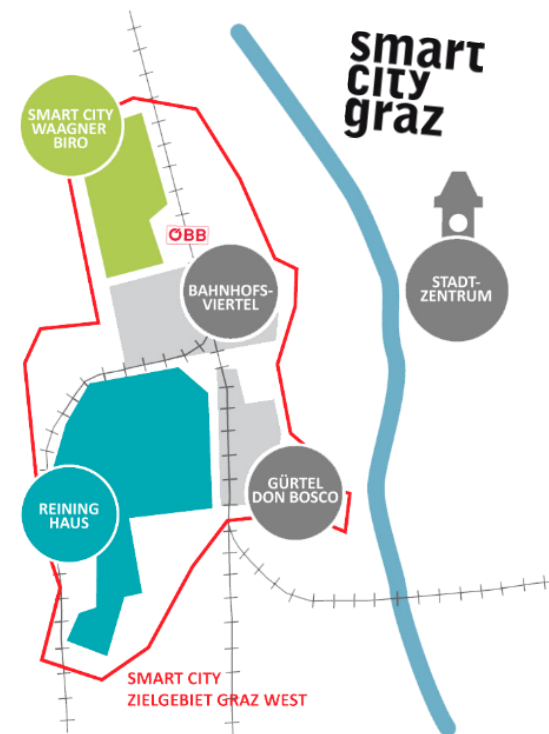 smart
city
graz
SMART CITY
WAAGNER
BIRO
ÖBB
BAHNHOFS-
VIERTEL
STADT-
ZENTRUM
REINING
HAUS
GÜRTEL
DON BOSCO
SMART CITY
ZIELGEBIET GRAZ WEST